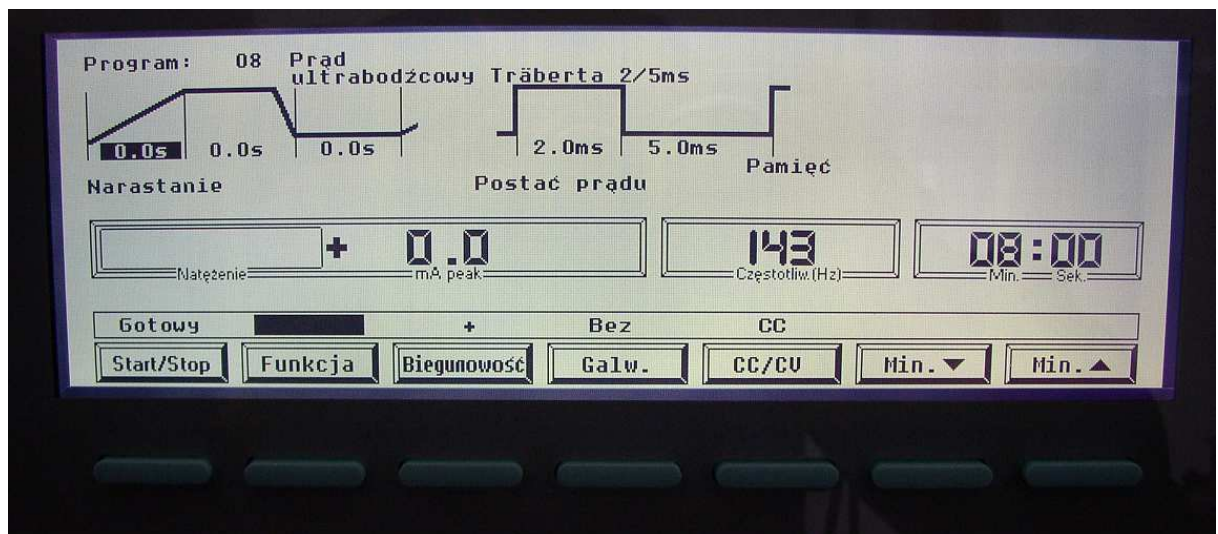 Program: 08 Prąd
ultrabodźcowy Träberta 2/5ms
0.0s 0.0s 0.0s 2.0ms 5.0ms
Pamięć
Narastanie Postać prądu
+ 0.0 143 08:00
Natężenie mA peak Częstotliw.(Hz) Min. Sek.
Gotowy + Bez CC
Start/Stop Funkcja Biegunowość Galw. CC/CV Min.▼ Min.▲